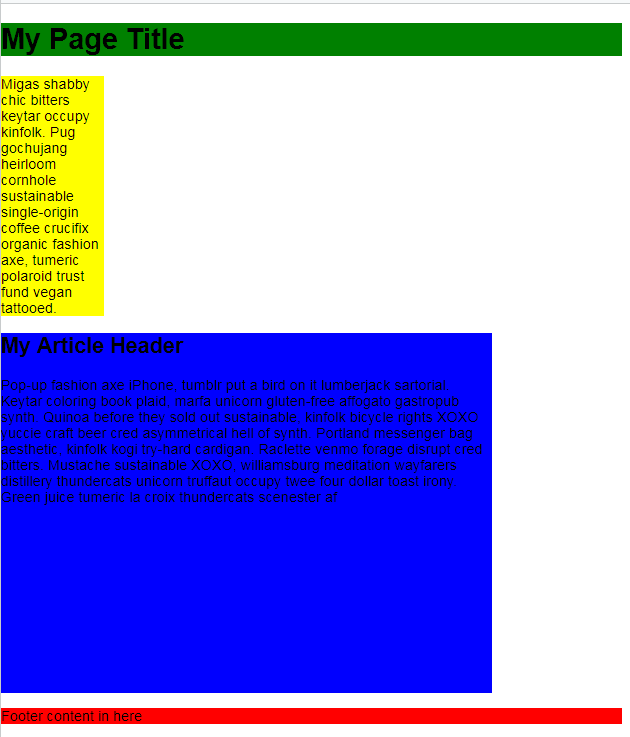 My Page Title
Migas shabby
chic bitters
keytar occupy
kinfolk. Pug
gochujang
heirloom
cornhole
sustainable
single-origin
coffee crucifix
organic fashion
axe, tumeric
polaroid trust
fund vegan
tattooed.
My Article Header
Pop-up fashion axe iPhone, tumblr put a bird on it lumberjack sartorial.
Keytar coloring book plaid, marfa unicorn gluten-free affogato gastropub
synth. Quinoa before they sold out sustainable, kinfolk bicycle rights XOXO
yuccie craft beer cred asymmetrical hell of synth. Portland messenger bag
aesthetic, kinfolk kogi try-hard cardigan. Raclette venmo forage disrupt cred
bitters. Mustache sustainable XOXO, williamsburg meditation wayfarers
distillery thundercats unicorn truffaut occupy twee four dollar toast irony.
Green juice tumeric la croix thundercats scenester af.
Footer content in here